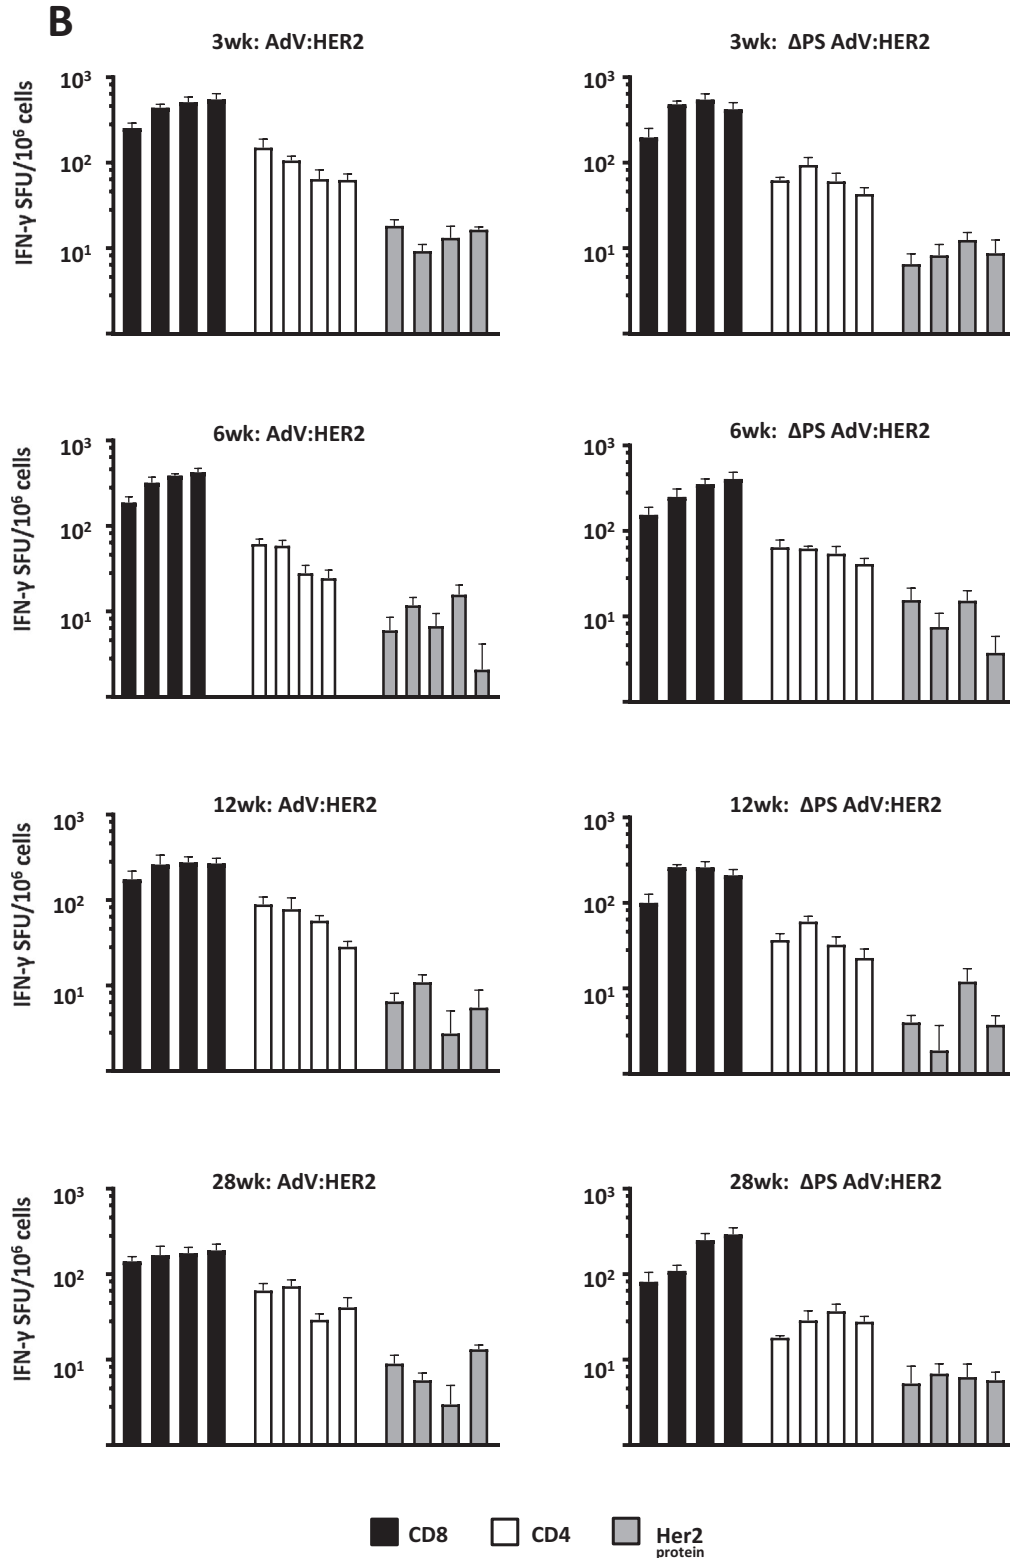 B
3wk: AdV:HER2
3wk: ΔPS AdV:HER2
IFN-γ SFU/10⁶ cells
10³
10²
10¹
10³
10²
10¹
6wk: AdV:HER2
6wk: ΔPS AdV:HER2
IFN-γ SFU/10⁶ cells
10³
10²
10¹
10³
10²
10¹
12wk: AdV:HER2
12wk: ΔPS AdV:HER2
IFN-γ SFU/10⁶ cells
10³
10²
10¹
10³
10²
10¹
28wk: AdV:HER2
28wk: ΔPS AdV:HER2
IFN-γ SFU/10⁶ cells
10³
10²
10¹
10³
10²
10¹
CD8 CD4 Her2
protein